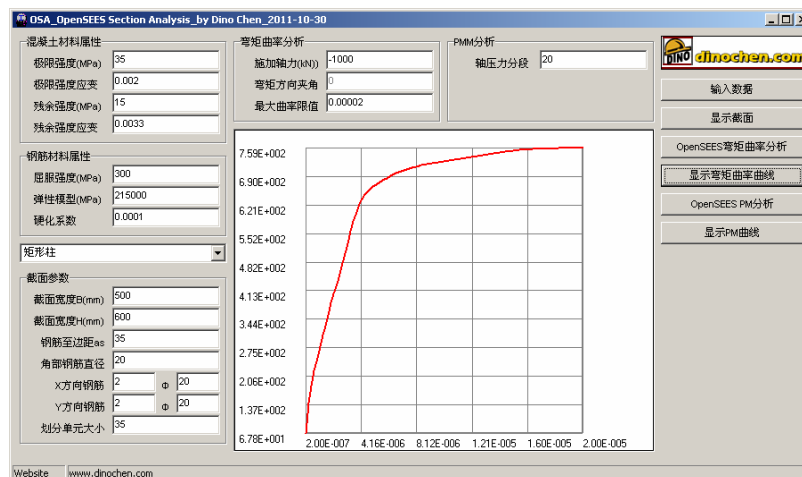 OSA_OpenSEES Section Analysis_by Dino Chen_2011-10-30
混凝土材料属性
极限强度(MPa) 35
极限强度应变 0.002
残余强度(MPa) 15
残余强度应变 0.0033
钢筋材料属性
屈服强度(MPa) 300
弹性模型(MPa) 215000
硬化系数 0.0001
矩形柱
截面参数
截面宽度B(mm) 500
截面宽度H(mm) 600
钢筋至边距as 35
角部钢筋直径 20
X方向钢筋 2 Φ 20
Y方向钢筋 2 Φ 20
划分单元大小 35
弯矩曲率分析
施加轴力(kN)) -1000
弯矩方向夹角 0
最大曲率限值 0.00002
PMM分析
轴压力分段 20
7.59E+002
6.90E+002
6.21E+002
5.52E+002
4.82E+002
4.13E+002
3.44E+002
2.75E+002
2.06E+002
1.37E+002
6.78E+001
2.00E-007 4.16E-006 8.12E-006 1.21E-005 1.60E-005 2.00E-005
DINO dinochen.com
输入数据
显示截面
OpenSEES弯矩曲率分析
显示弯矩曲率曲线
OpenSEES PM分析
显示PM曲线
Website www.dinochen.com